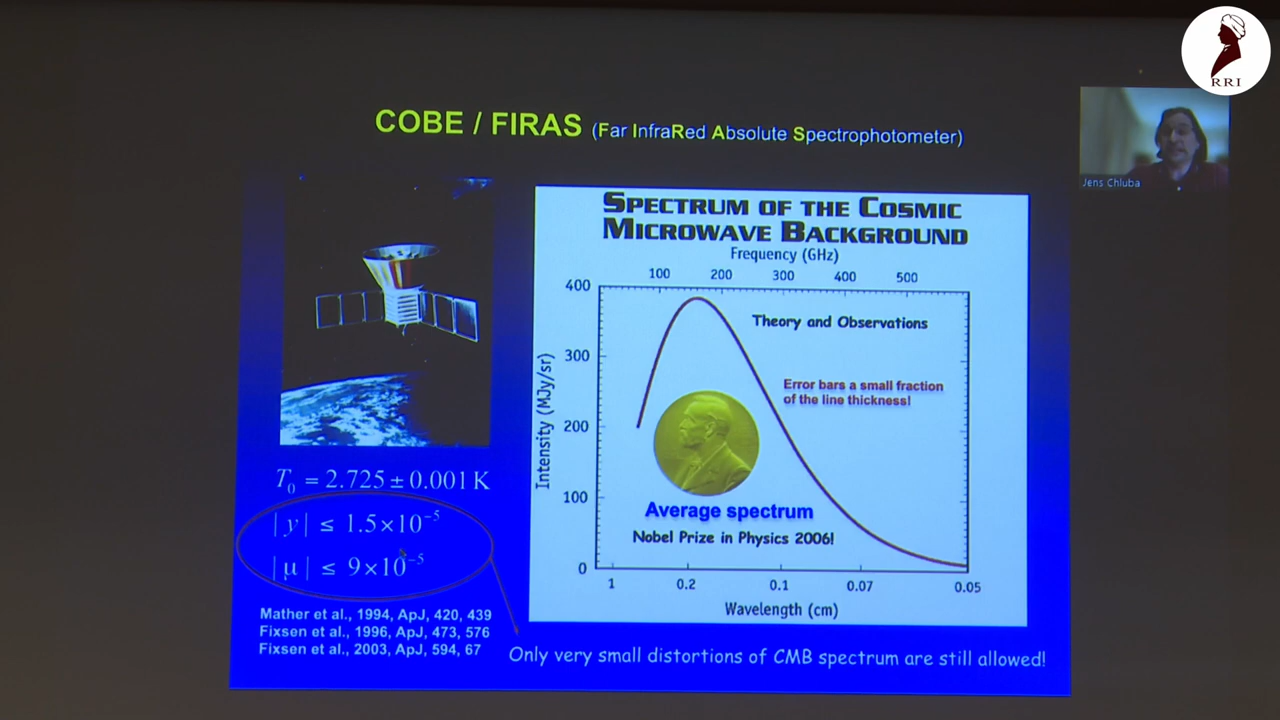 RRI
COBE / FIRAS (Far InfraRed Absolute Spectrophotometer)
Jens Chluba
SPECTRUM OF THE COSMIC
MICROWAVE BACKGROUND
Frequency (GHz)
100 200 300 400 500
400
300
200
100
0
Intensity (MJy/sr)
Theory and Observations
Error bars a small fraction
of the line thickness!
Average spectrum
Nobel Prize in Physics 2006!
1 0.2 0.1 0.07 0.05
Wavelength (cm)
T₀ = 2.725 ± 0.001 K
|y| ≤ 1.5×10⁻⁵
|μ| ≤ 9×10⁻⁵
Mather et al., 1994, ApJ, 420, 439
Fixsen et al., 1996, ApJ, 473, 576
Fixsen et al., 2003, ApJ, 594, 67
Only very small distortions of CMB spectrum are still allowed!